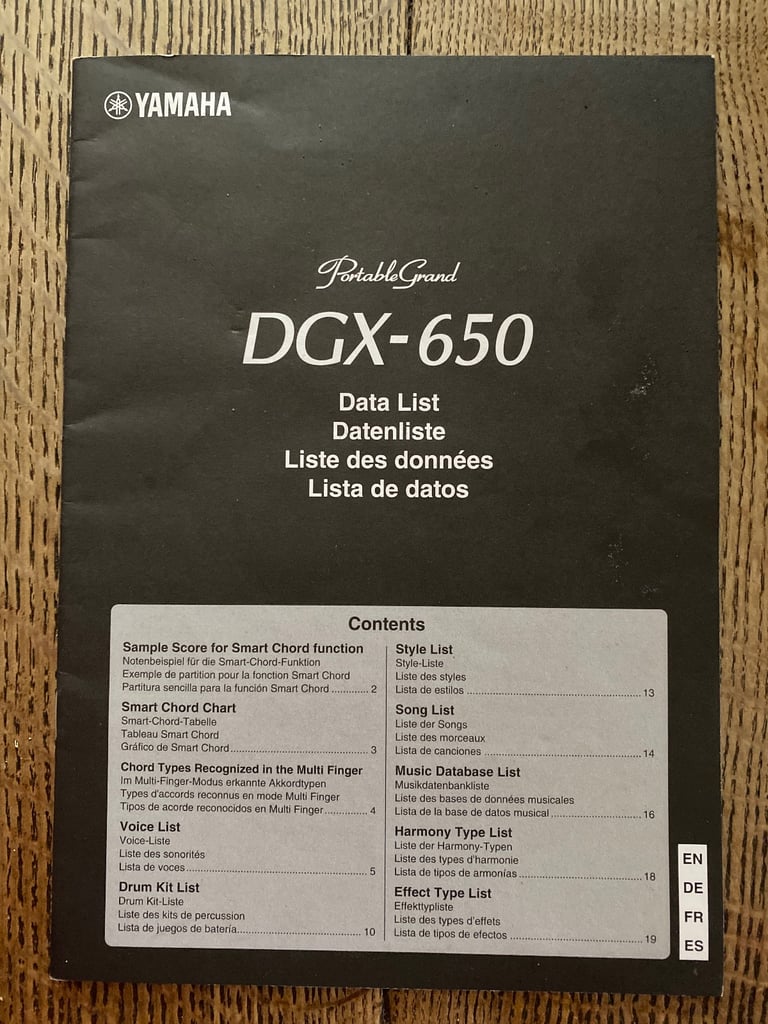 YAMAHA
Portable Grand
DGX-650
Data List
Datenliste
Liste des données
Lista de datos
Contents
Sample Score for Smart Chord function
Notenbeispiel für die Smart-Chord-Funktion
Exemple de partition pour la fonction Smart Chord
Partitura sencilla para la función Smart Chord ............ 2
Smart Chord Chart
Smart-Chord-Tabelle
Tableau Smart Chord
Gráfico de Smart Chord ............ 3
Chord Types Recognized in the Multi Finger
Im Multi-Finger-Modus erkannte Akkordtypen
Types d'accords reconnus en mode Multi Finger
Tipos de acorde reconocidos en Multi Finger ............ 4
Voice List
Voice-Liste
Liste des sonorités
Lista de voces ............ 5
Drum Kit List
Drum Kit-Liste
Liste des kits de percussion
Lista de juegos de batería ............ 10
Style List
Style-Liste
Liste des styles
Lista de estilos ............ 13
Song List
Liste der Songs
Liste des morceaux
Lista de canciones ............ 14
Music Database List
Musikdatenbankliste
Liste des bases de données musicales
Lista de la base de datos musical ............ 16
Harmony Type List
Liste der Harmony-Typen
Liste des types d'harmonie
Lista de tipos de armonías ............ 18
Effect Type List
Effekttypliste
Liste des types d'effets
Lista de tipos de efectos ............ 19
EN
DE
FR
ES